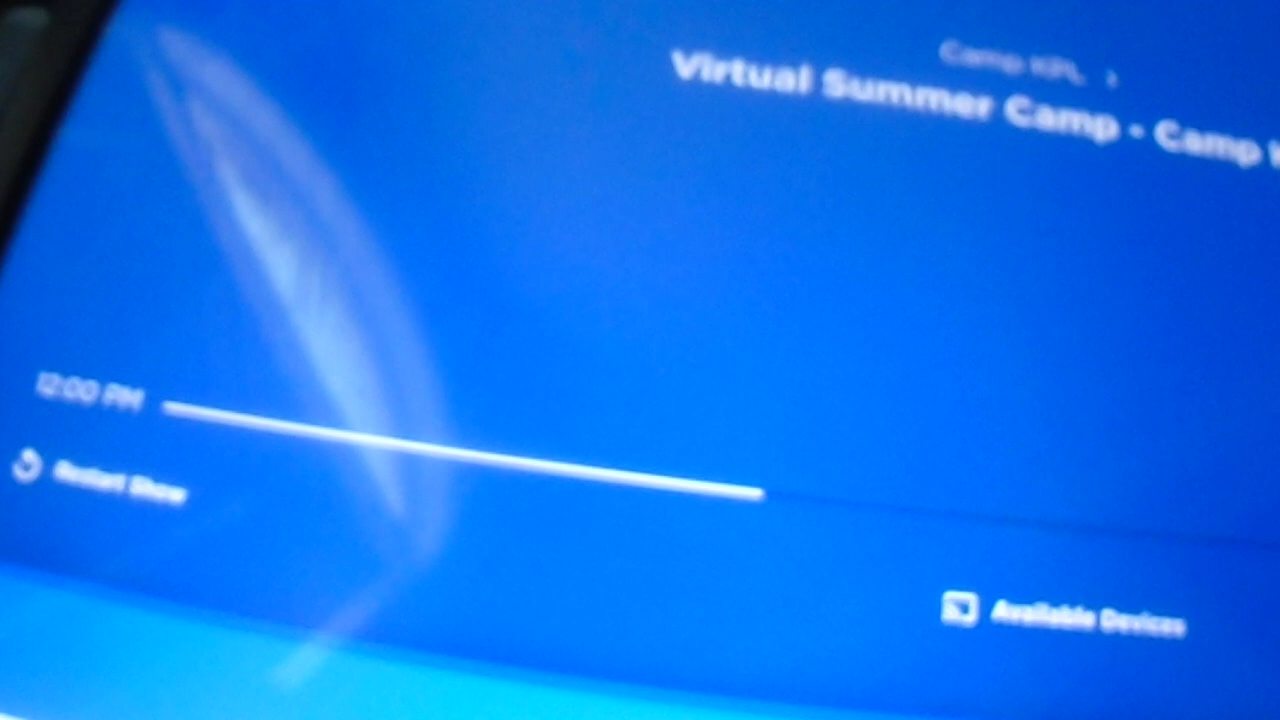 Camp KPL ›
Virtual Summer Camp - Camp
12:00 PM
Restart Show
Available Devices